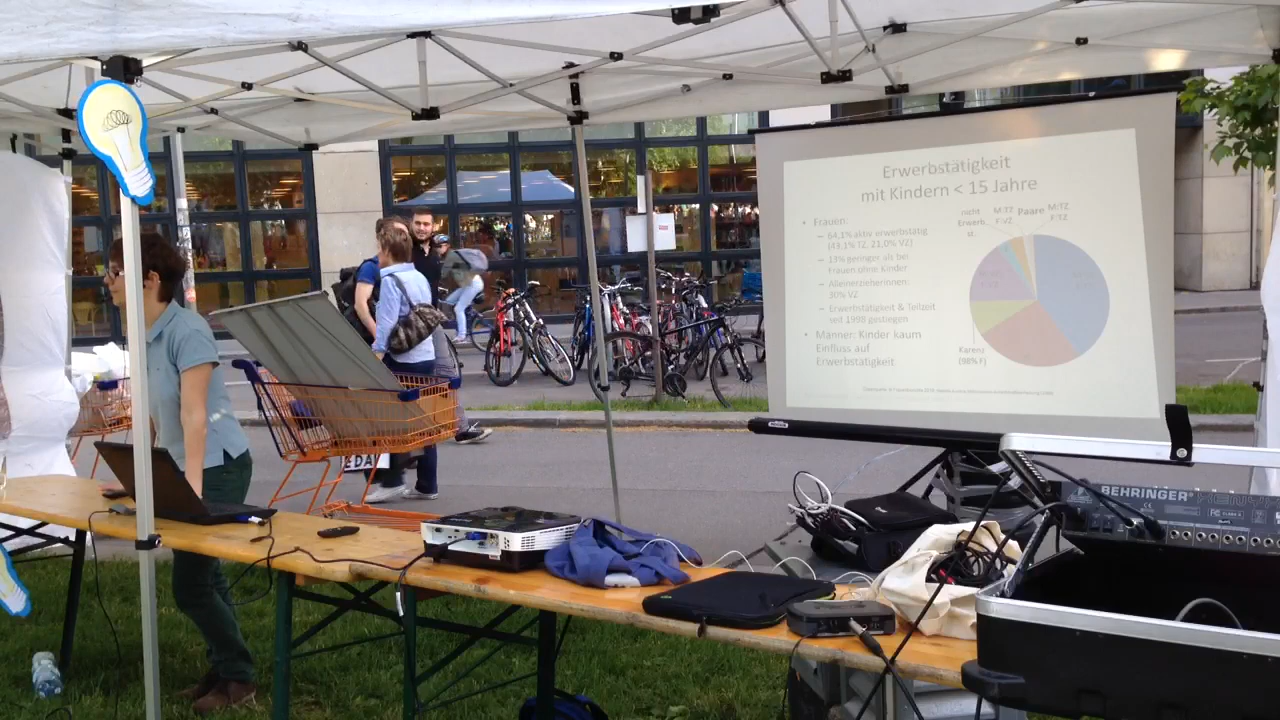 Erwerbstätigkeit
mit Kindern < 15 Jahre
• Frauen:
– 64,1% aktiv erwerbstätig
(43,1% TZ, 21,0% VZ)
– 13% geringer als bei
Frauen ohne Kinder
– Alleinerzieherinnen:
30% VZ
– Erwerbstätigkeit & Teilzeit
seit 1998 gestiegen
• Männer: Kinder kaum
Einfluss auf
Erwerbstätigkeit
nicht
Erwerb
st.
M:TZ
F:VZ
Paare
M:TZ
F:TZ
Karenz
(98% F)
BEHRINGER